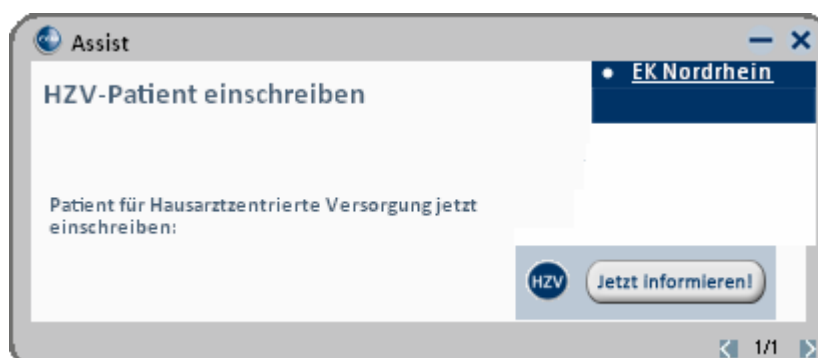 Assist
EK Nordrhein
HZV-Patient einschreiben
Patient für Hausarztzentrierte Versorgung jetzt
einschreiben:
HZV Jetzt informieren!
1/1